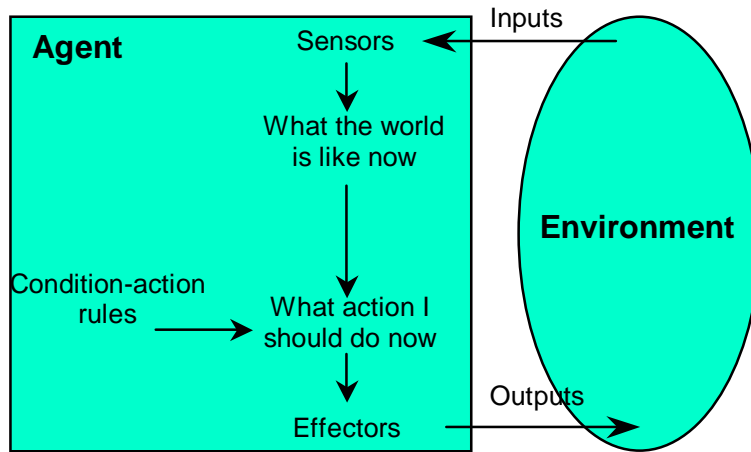 Inputs
Agent
Sensors
What the world
is like now
Environment
Condition-action
rules
What action I
should do now
Outputs
Effectors